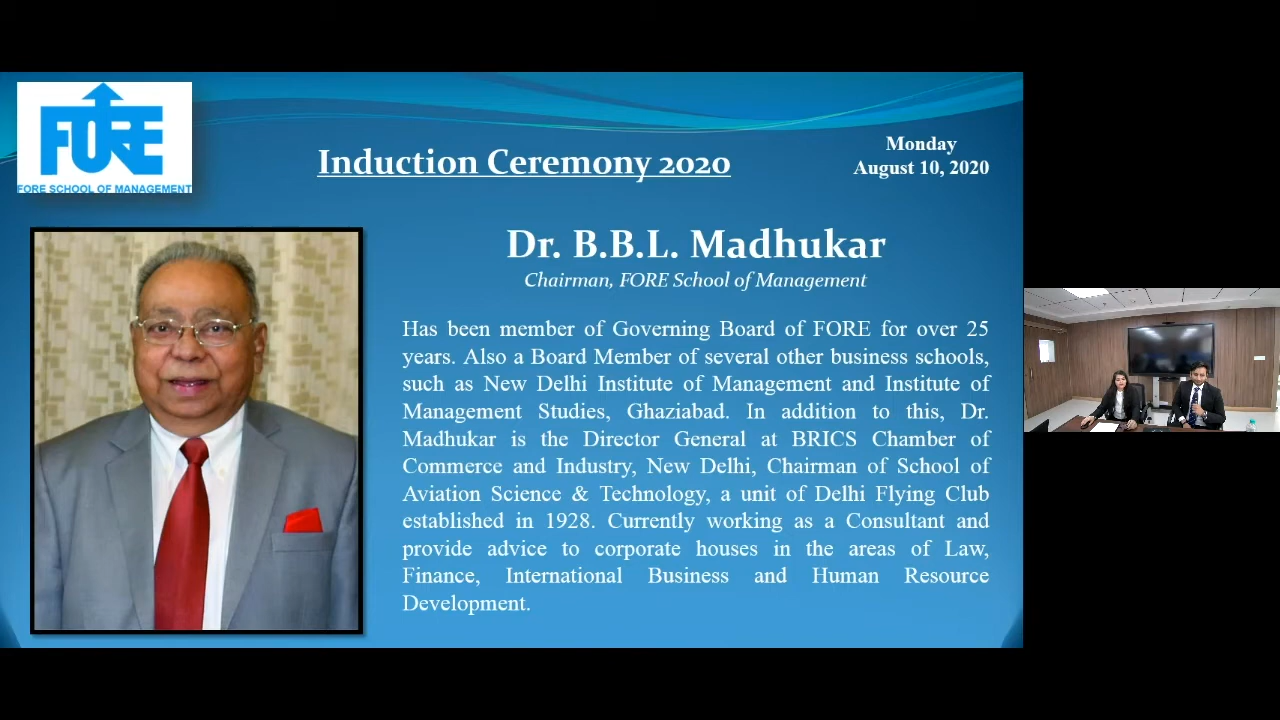 FORE
FORE SCHOOL OF MANAGEMENT
Induction Ceremony 2020
Monday
August 10, 2020
Dr. B.B.L. Madhukar
Chairman, FORE School of Management
Has been member of Governing Board of FORE for over 25
years. Also a Board Member of several other business schools,
such as New Delhi Institute of Management and Institute of
Management Studies, Ghaziabad. In addition to this, Dr.
Madhukar is the Director General at BRICS Chamber of
Commerce and Industry, New Delhi, Chairman of School of
Aviation Science & Technology, a unit of Delhi Flying Club
established in 1928. Currently working as a Consultant and
provide advice to corporate houses in the areas of Law,
Finance, International Business and Human Resource
Development.